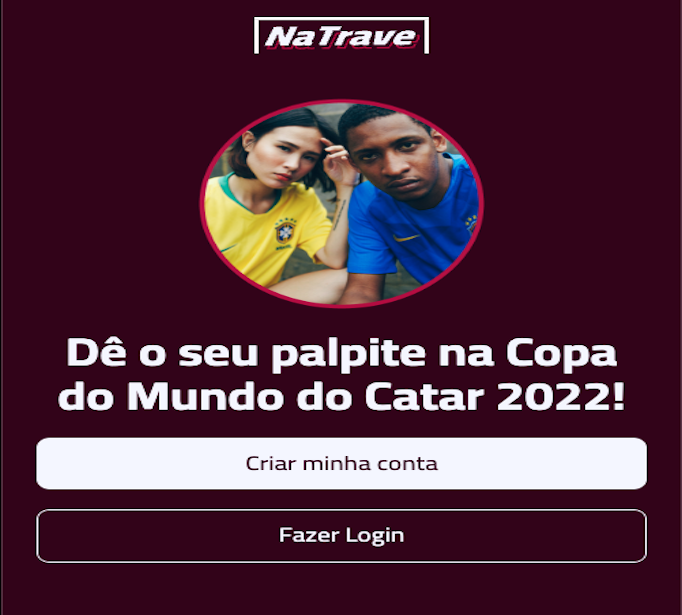 NaTrave
Dê o seu palpite na Copa
do Mundo do Catar 2022!
Criar minha conta
Fazer Login